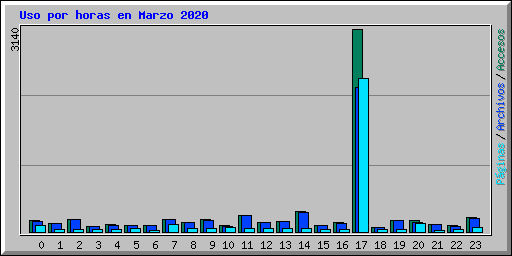 Uso por horas en Marzo 2020
3140
Páginas / Archivos / Accesos
0 1 2 3 4 5 6 7 8 9 10 11 12 13 14 15 16 17 18 19 20 21 22 23